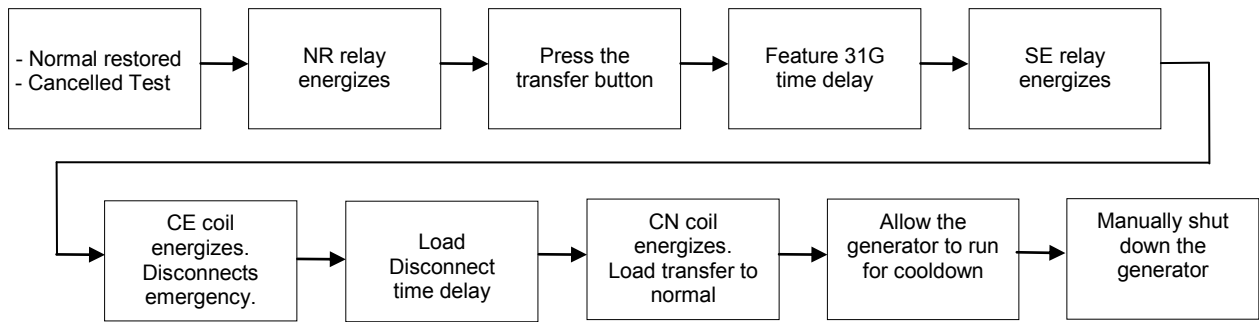 - Normal restored
- Cancelled Test
NR relay
energizes
Press the
transfer button
Feature 31G
time delay
SE relay
energizes
CE coil
energizes.
Disconnects
emergency.
Load
Disconnect
time delay
CN coil
energizes.
Load transfer to
normal
Allow the
generator to run
for cooldown
Manually shut
down the
generator